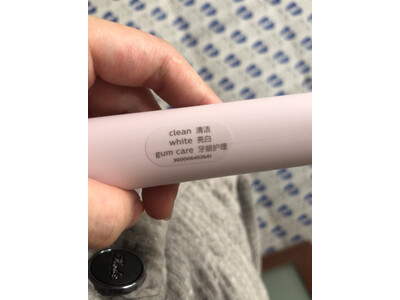 clean 清洁
white 亮白
gum care 牙龈护理